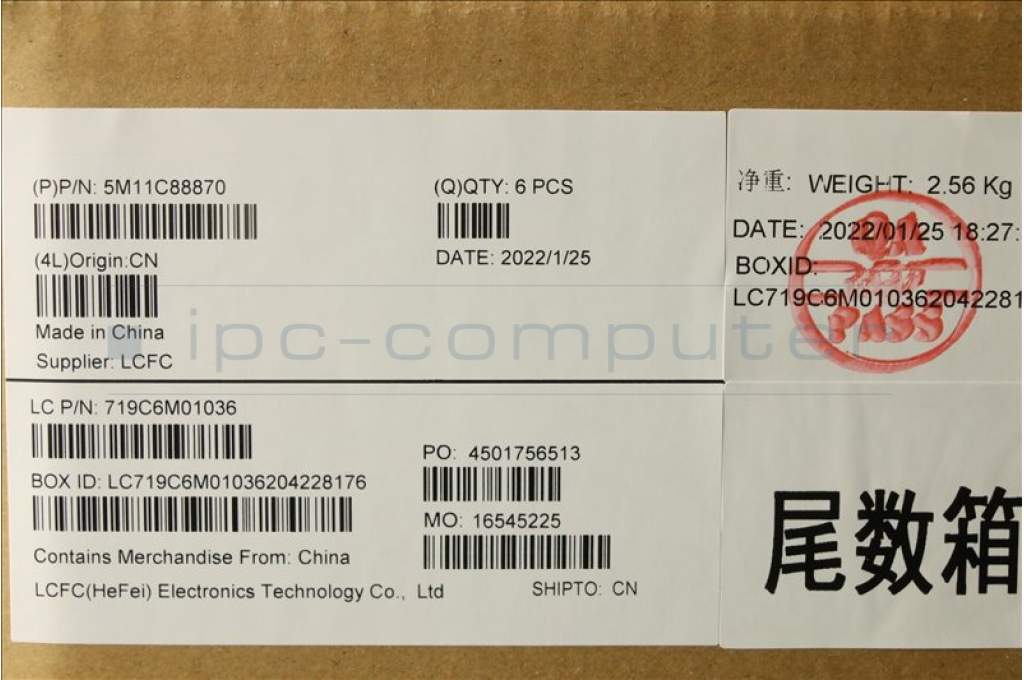 (P)P/N: 5M11C88870
(Q)QTY: 6 PCS
(4L)Origin:CN
DATE: 2022/1/25
Made in China
Supplier: LCFC
净重: WEIGHT: 2.56 Kg
DATE: 2022/01/25 18:27:
BOXID:
LC719C6M010362042281
QA
PASS
ipc-computer
LC P/N: 719C6M01036
PO: 4501756513
BOX ID: LC719C6M01036204228176
MO: 16545225
Contains Merchandise From: China
LCFC(HeFei) Electronics Technology Co., Ltd
SHIPTO: CN
尾数箱